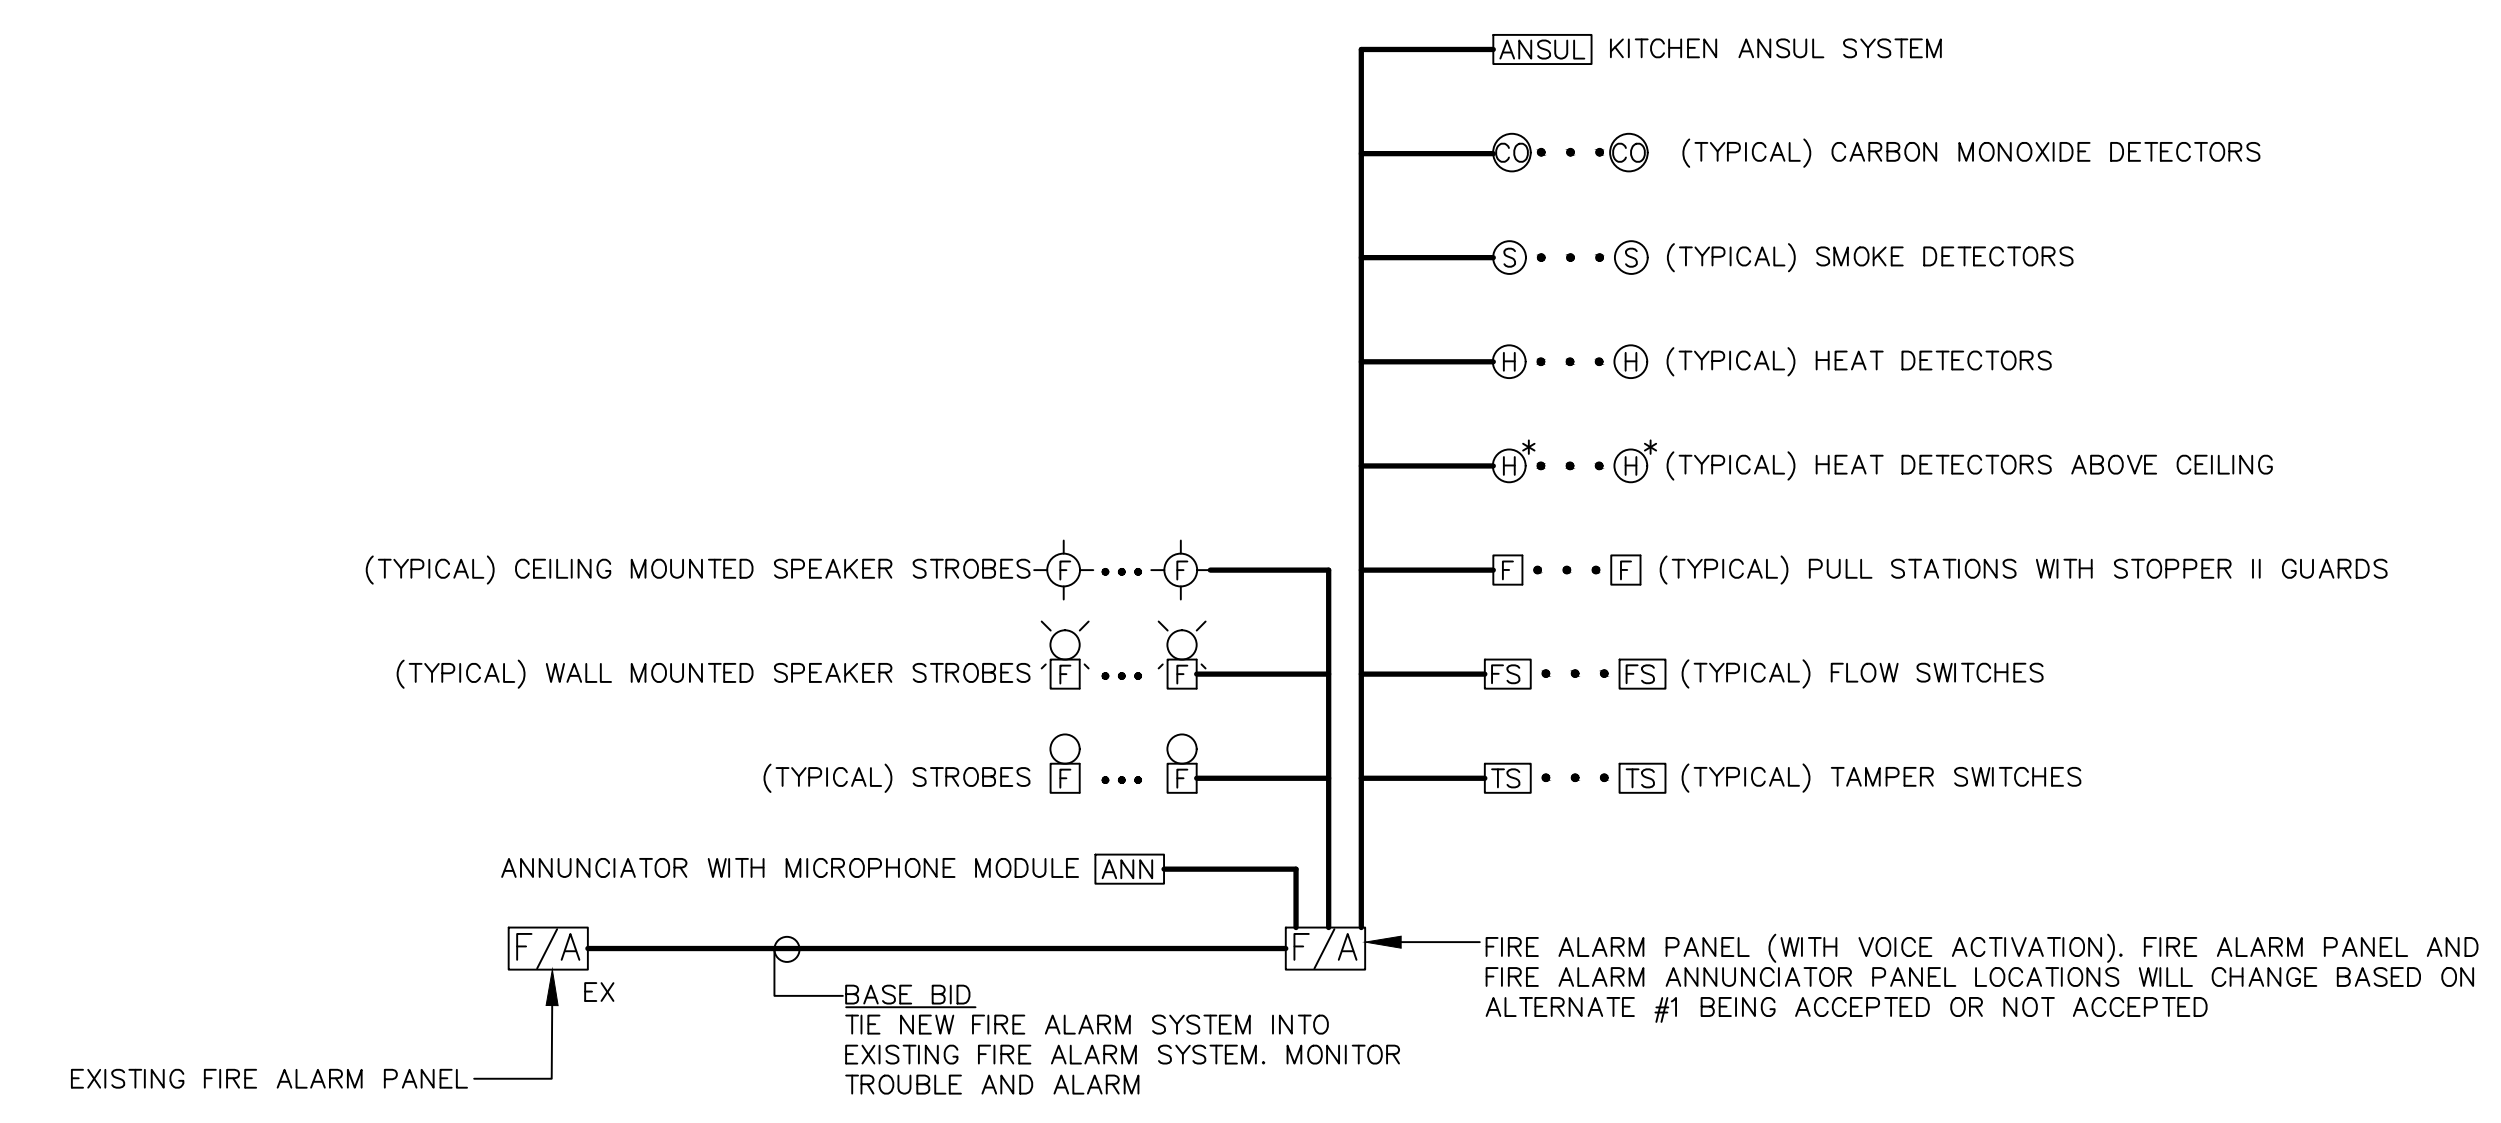 ANSUL KITCHEN ANSUL SYSTEM
CO CO (TYPICAL) CARBON MONOXIDE DETECTORS
S S (TYPICAL) SMOKE DETECTORS
H H (TYPICAL) HEAT DETECTORS
H* H* (TYPICAL) HEAT DETECTORS ABOVE CEILING
(TYPICAL) CEILING MOUNTED SPEAKER STROBES F F
F F (TYPICAL) PULL STATIONS WITH STOPPER II GUARDS
(TYPICAL) WALL MOUNTED SPEAKER STROBES F F
FS FS (TYPICAL) FLOW SWITCHES
(TYPICAL) STROBES F F
TS TS (TYPICAL) TAMPER SWITCHES
ANNUNCIATOR WITH MICROPHONE MODULE ANN
F/A
EX
F/A
FIRE ALARM PANEL (WITH VOICE ACTIVATION). FIRE ALARM PANEL AND
FIRE ALARM ANNUNCIATOR PANEL LOCATIONS WILL CHANGE BASED ON
ALTERNATE #1 BEING ACCEPTED OR NOT ACCEPTED
BASE BID
TIE NEW FIRE ALARM SYSTEM INTO
EXISTING FIRE ALARM SYSTEM. MONITOR
TROUBLE AND ALARM
EXISTING FIRE ALARM PANEL